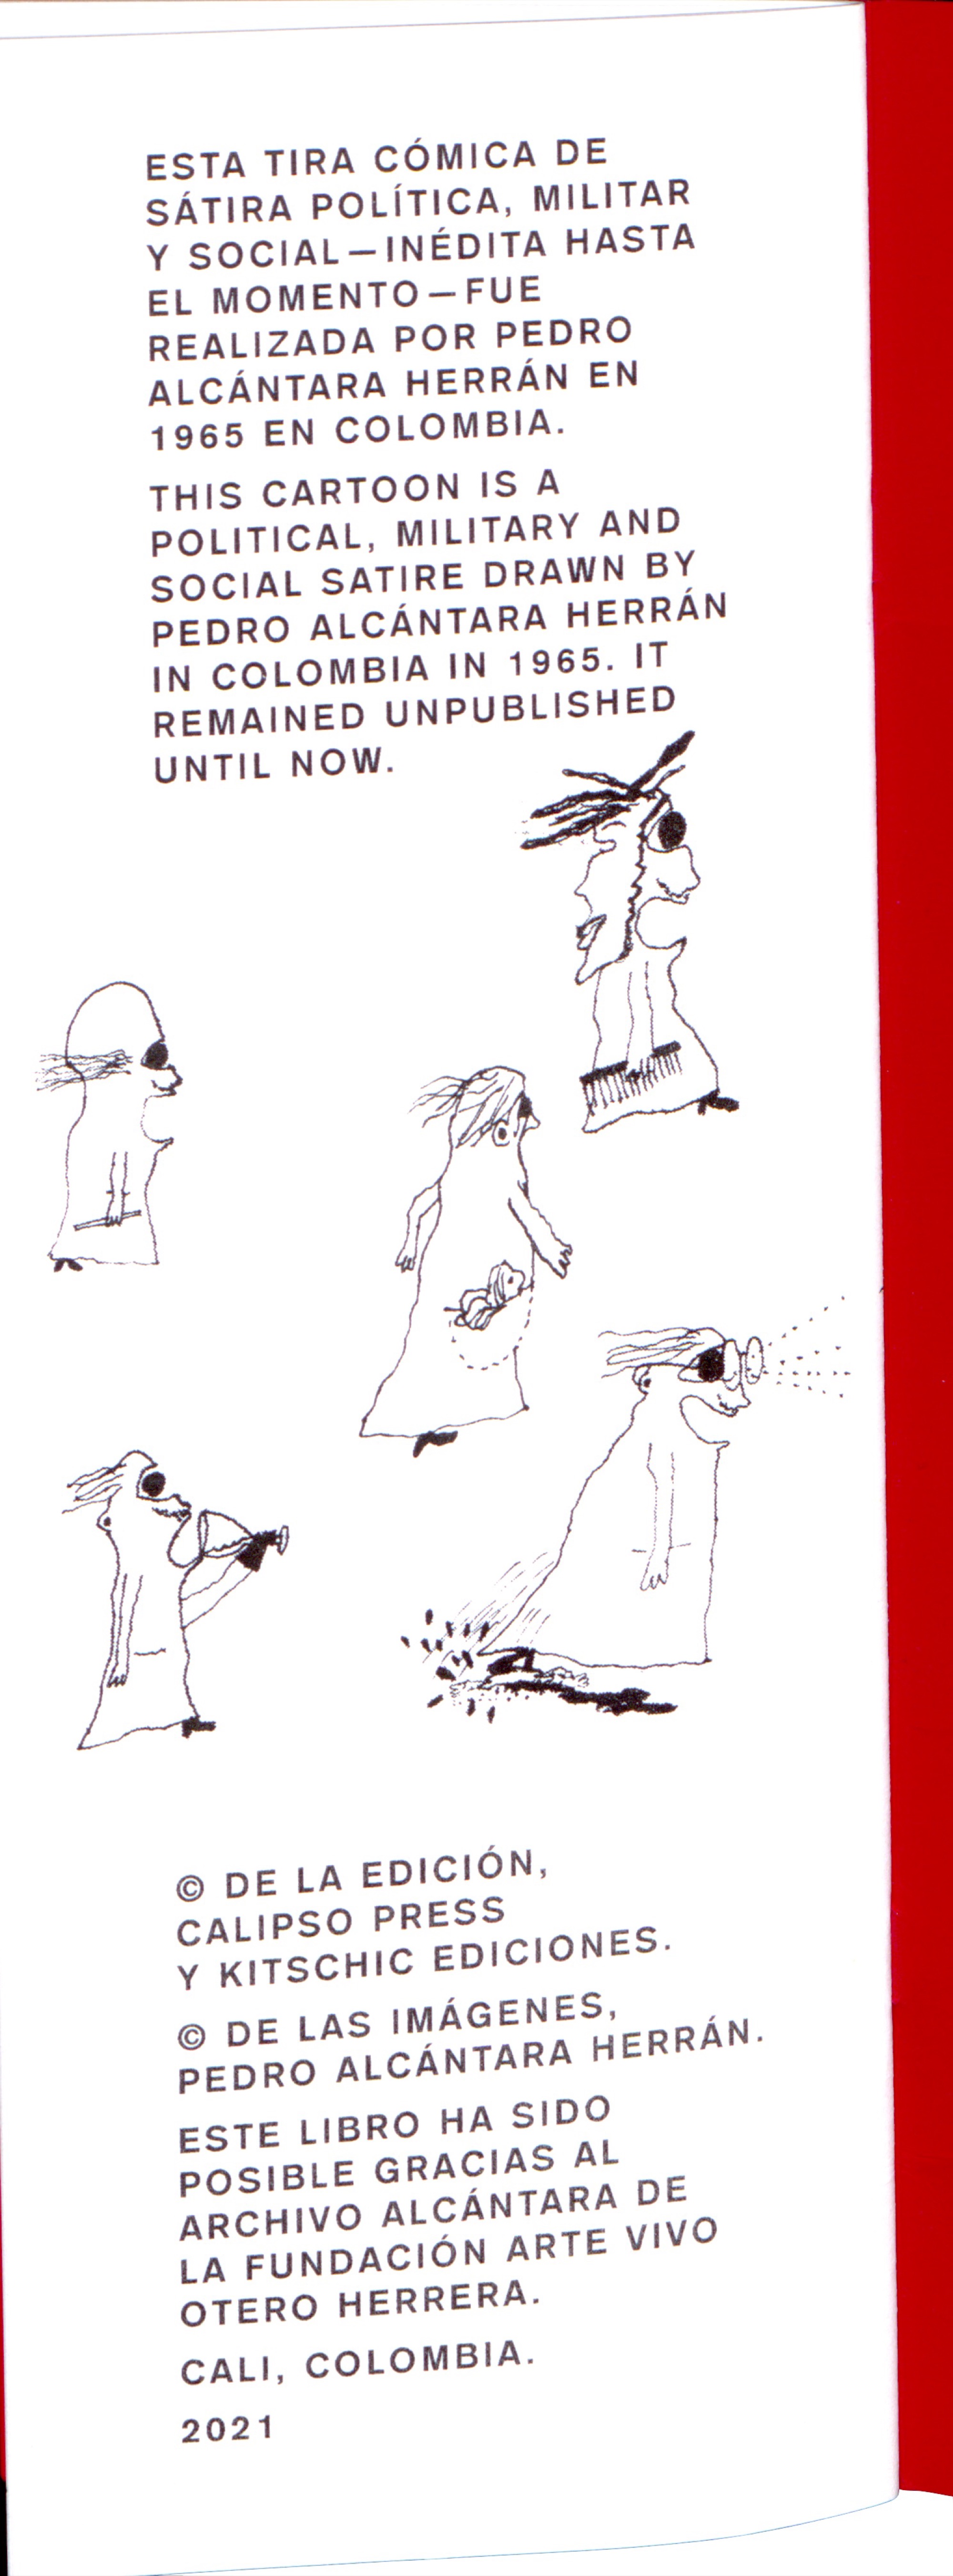 ESTA TIRA CÓMICA DE
SÁTIRA POLÍTICA, MILITAR
Y SOCIAL—INÉDITA HASTA
EL MOMENTO—FUE
REALIZADA POR PEDRO
ALCÁNTARA HERRÁN EN
1965 EN COLOMBIA.
THIS CARTOON IS A
POLITICAL, MILITARY AND
SOCIAL SATIRE DRAWN BY
PEDRO ALCÁNTARA HERRÁN
IN COLOMBIA IN 1965. IT
REMAINED UNPUBLISHED
UNTIL NOW.
© DE LA EDICIÓN,
CALIPSO PRESS
Y KITSCHIC EDICIONES.
© DE LAS IMÁGENES,
PEDRO ALCÁNTARA HERRÁN.
ESTE LIBRO HA SIDO
POSIBLE GRACIAS AL
ARCHIVO ALCÁNTARA DE
LA FUNDACIÓN ARTE VIVO
OTERO HERRERA.
CALI, COLOMBIA.
2021